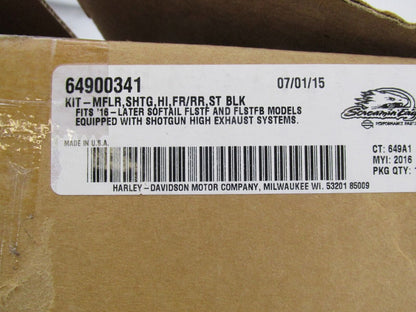 64900341 07/01/15
KIT-MFLR,SHTG,HI,FR/RR,ST BLK
FITS '16-LATER SOFTAIL FLSTF AND FLSTFB MODELS
EQUIPPED WITH SHOTGUN HIGH EXHAUST SYSTEMS.
Screamin'
PERFORMANCE
MADE IN U.S.A.
CT: 649A1
MYI: 2016
PKG QTY:
HARLEY-DAVIDSON MOTOR COMPANY, MILWAUKEE WI. 53201 85009